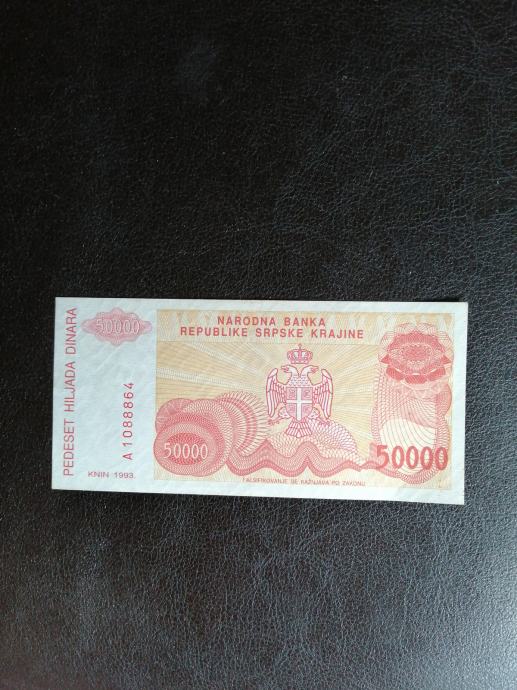 PEDESET HILJADA DINARA
50000
A 1088864
KNIN 1993.
NARODNA BANKA
REPUBLIKE SRPSKE KRAJINE
50000
50000
FALSIFIKOVANJE SE KAŽNJAVA PO ZAKONU